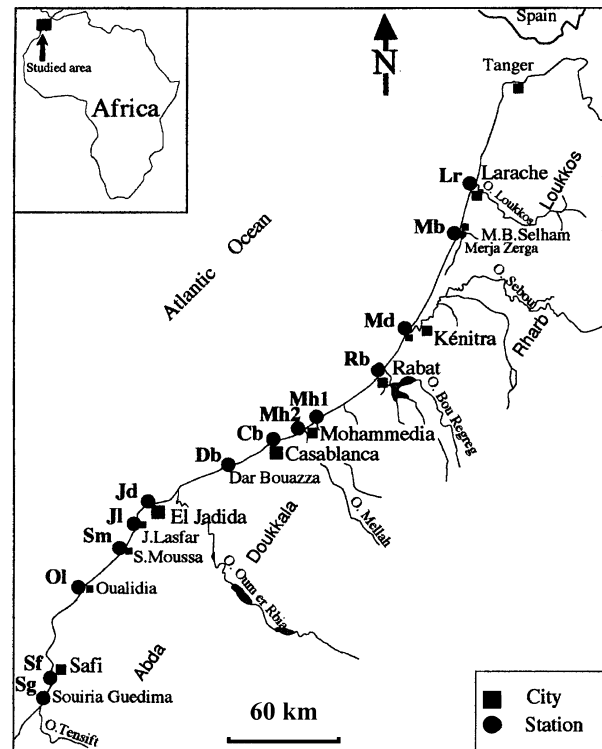 Spain
Studied area
Africa
N
Tanger
Atlantic Ocean
Lr
Larache
O. Loukkos
Loukkos
Mb
M.B.Selham
Merja Zerga
O. Sebou
Rharb
Md
Kénitra
Rb
Rabat
O. Bou Regreg
Mh1
Mh2
Mohammedia
Cb
Casablanca
Db
Dar Bouazza
O. Mellah
Jd
El Jadida
Jl
J.Lasfar
Sm
S.Moussa
Doukkala
O. Oum er Rbia
Ol
Oualidia
Abda
Sf
Safi
Sg
Souiria Guedima
O.Tensift
60 km
City
Station